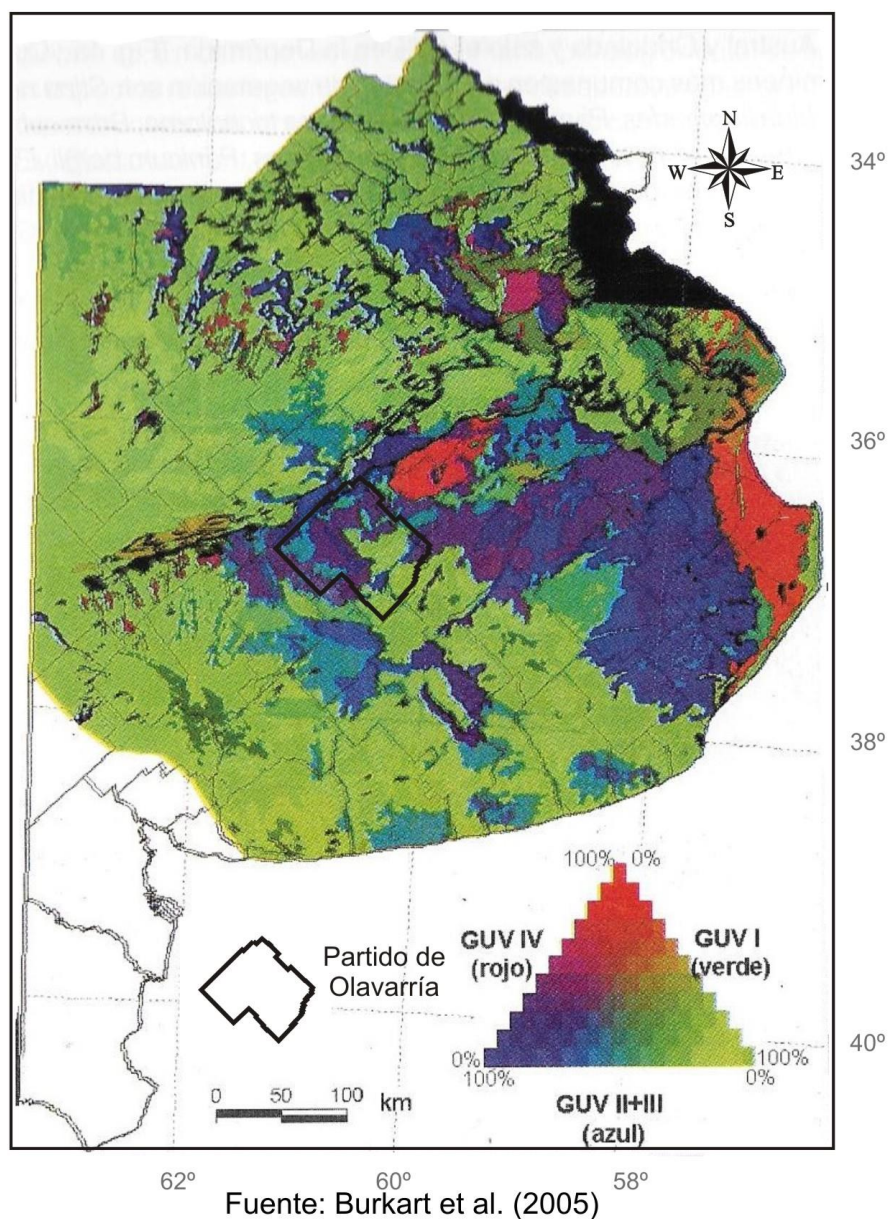 N
W E
S
34º
36º
38º
40º
100% 0%
GUV IV
(rojo)
GUV I
(verde)
0%
100%
100%
0%
GUV II+III
(azul)
Partido de
Olavarría
0 50 100 km
62º 60º 58º
Fuente: Burkart et al. (2005)